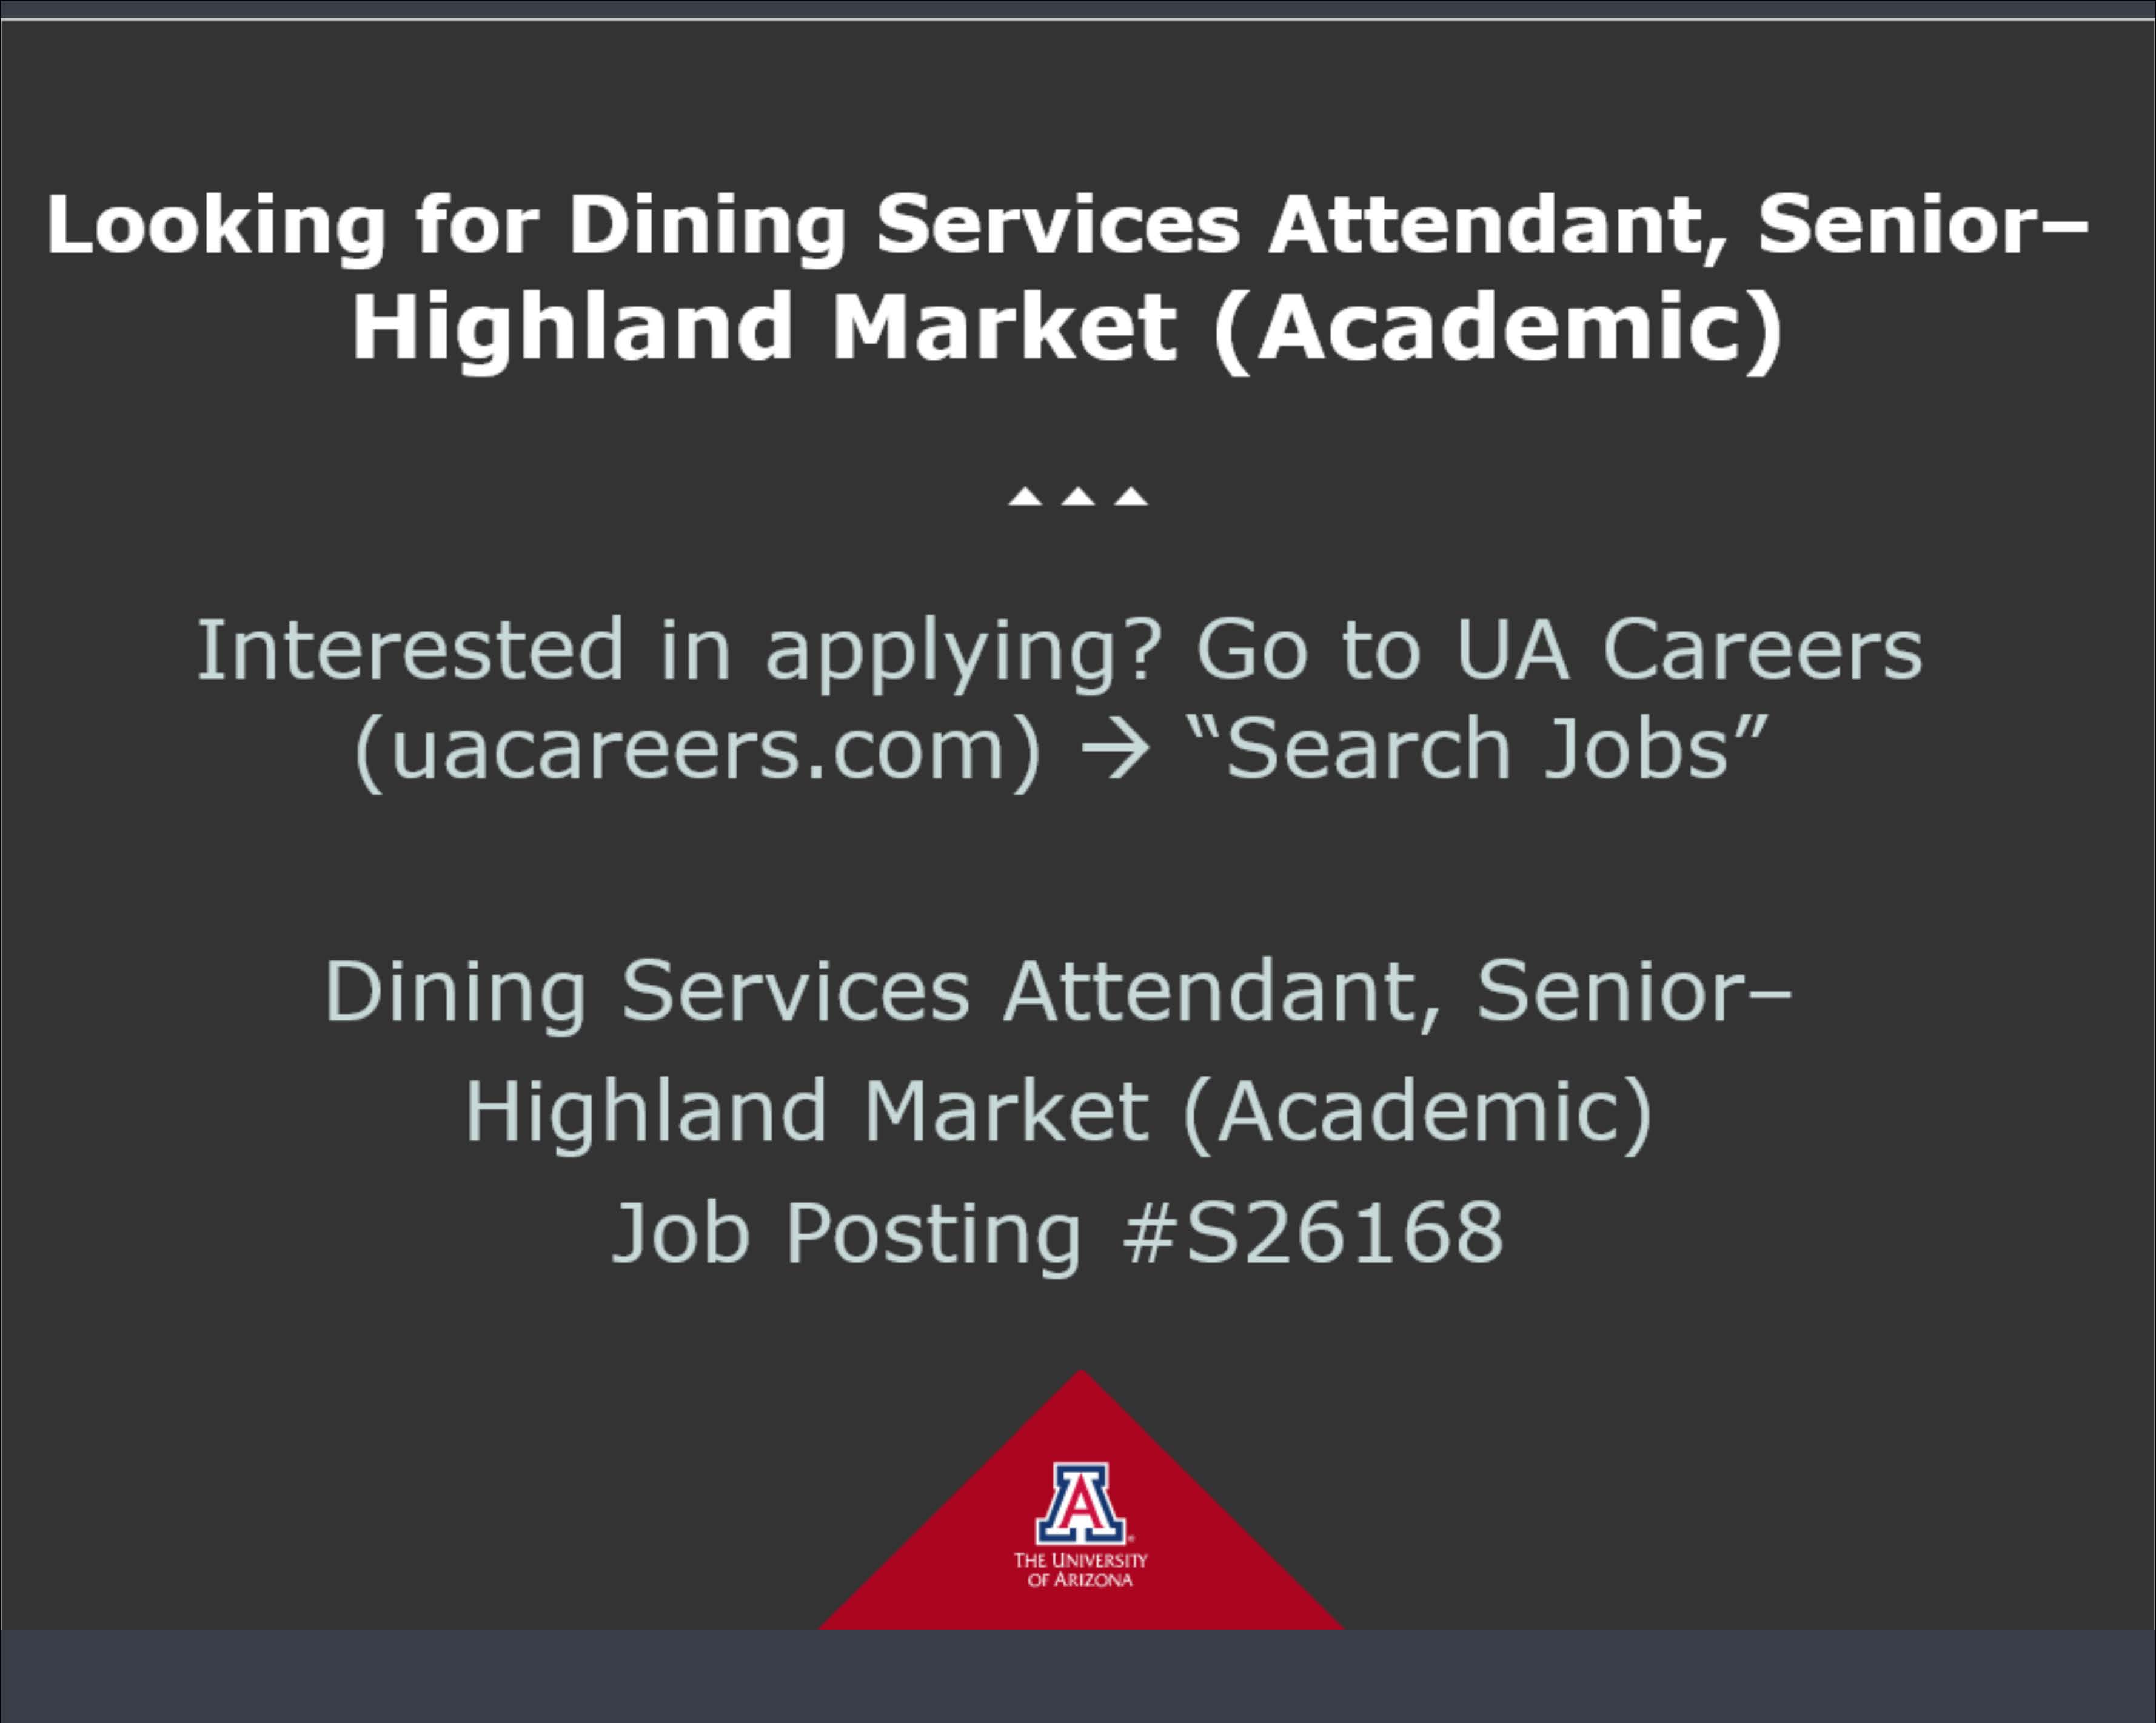 Looking for Dining Services Attendant, Senior–
Highland Market (Academic)
Interested in applying? Go to UA Careers
(uacareers.com) → “Search Jobs”
Dining Services Attendant, Senior–
Highland Market (Academic)
Job Posting #S26168
A
THE UNIVERSITY
OF ARIZONA